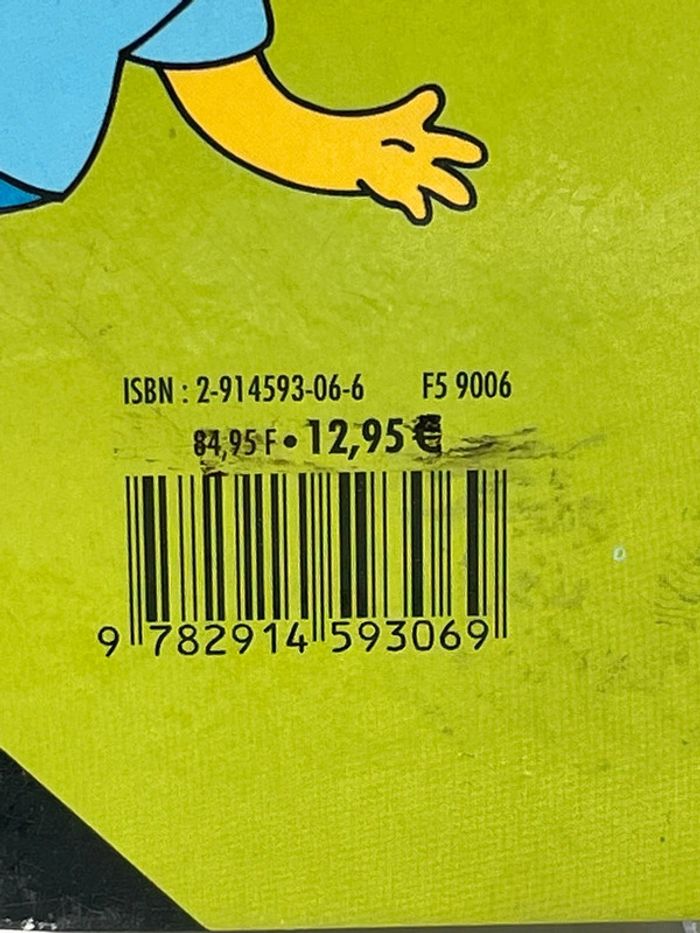 ISBN : 2-914593-06-6 F5 9006
84,95 F • 12,95 €
9 782914 593069